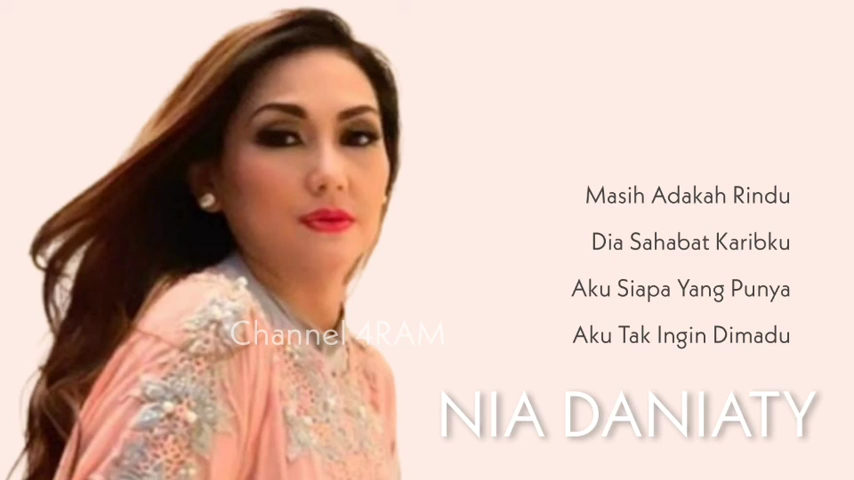 Masih Adakah Rindu
Dia Sahabat Karibku
Aku Siapa Yang Punya
Aku Tak Ingin Dimadu
Channel 4RAM
NIA DANIATY